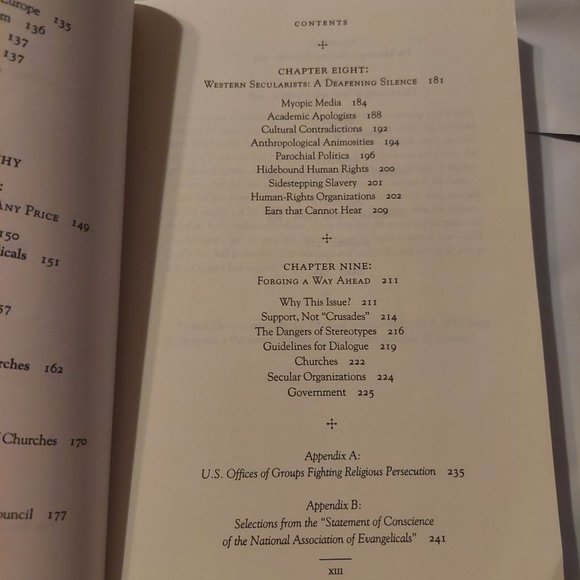 Europe 135
136
137
137
HY
:
ANY PRICE 149
150
151
57
162
Churches 170
177
CONTENTS
CHAPTER EIGHT:
WESTERN SECULARISTS: A DEAFENING SILENCE 181
Myopic Media 184
Academic Apologists 188
Cultural Contradictions 192
Anthropological Animosities 194
Parochial Politics 196
Hidebound Human Rights 200
Sidestepping Slavery 201
Human-Rights Organizations 202
Ears that Cannot Hear 209
CHAPTER NINE:
FORGING A WAY AHEAD 211
Why This Issue? 211
Support, Not “Crusades” 214
The Dangers of Stereotypes 216
Guidelines for Dialogue 219
Churches 222
Secular Organizations 224
Government 225
Appendix A:
U.S. Offices of Groups Fighting Religious Persecution 235
Appendix B:
Selections from the “Statement of Conscience
of the National Association of Evangelicals” 241
XIII